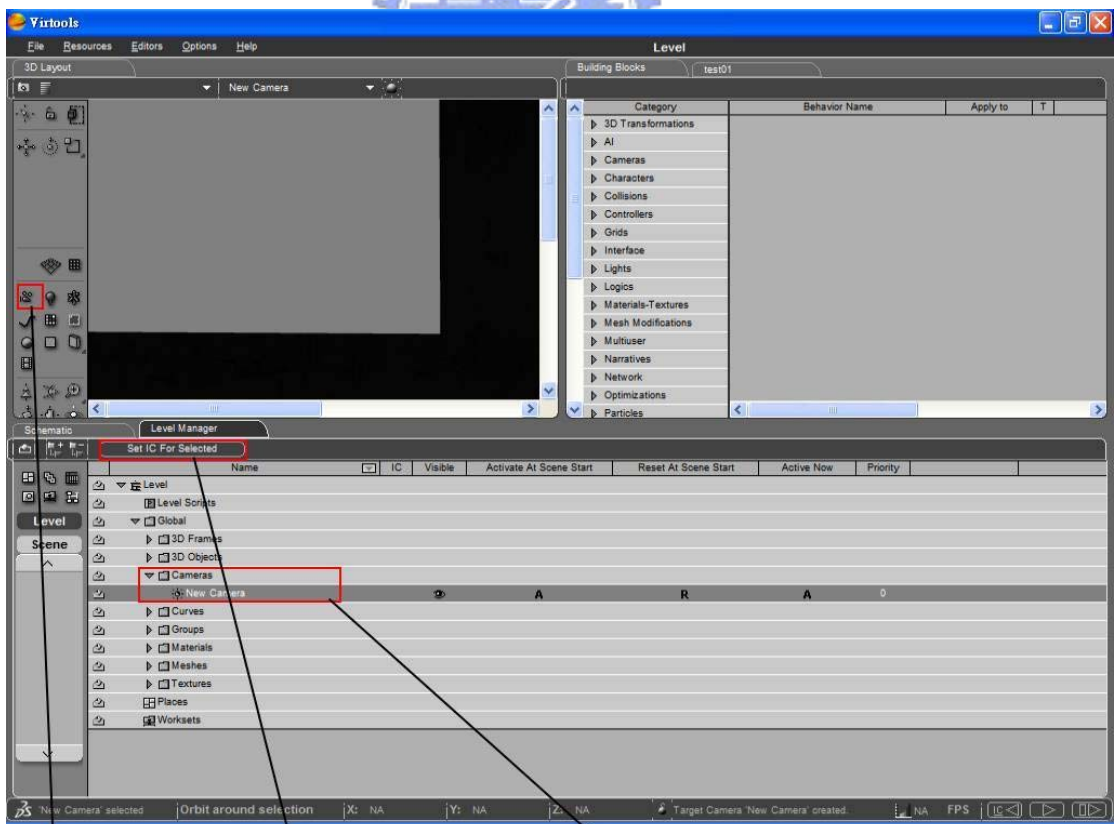 Virtools
File Resources Editors Options Help Level
3D Layout
Building Blocks test01
New Camera
Category Behavior Name Apply to T
3D Transformations
AI
Cameras
Characters
Collisions
Controllers
Grids
Interface
Lights
Logics
Materials-Textures
Mesh Modifications
Multiuser
Narratives
Network
Optimizations
Particles
Schematic Level Manager
Set IC For Selected
Name IC Visible Activate At Scene Start Reset At Scene Start Active Now Priority
Level
Level Scripts
Level
Global
Scene
3D Frames
3D Objects
Cameras
New Camera A R A 0
Curves
Groups
Materials
Meshes
Textures
Places
Worksets
'New Camera' selected Orbit around selection X: NA Y: NA Z: NA Target Camera 'New Camera' created. NA FPS IC